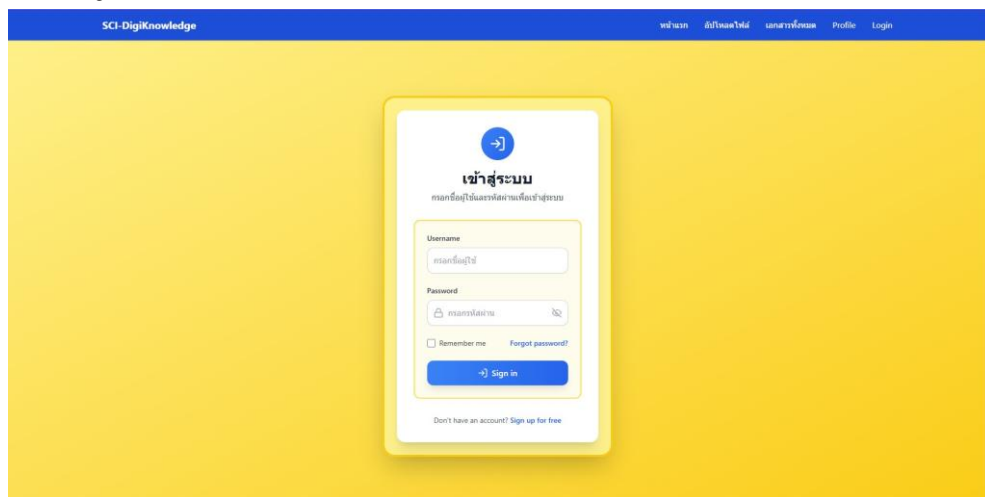 SCI-DigiKnowledge
หน้าแรก อัปโหลดไฟล์ เอกสารทั้งหมด Profile Login
เข้าสู่ระบบ
กรอกชื่อผู้ใช้และรหัสผ่านเพื่อเข้าสู่ระบบ
Username
กรอกชื่อผู้ใช้
Password
กรอกรหัสผ่าน
Remember me Forgot password?
Sign in
Don't have an account? Sign up for free